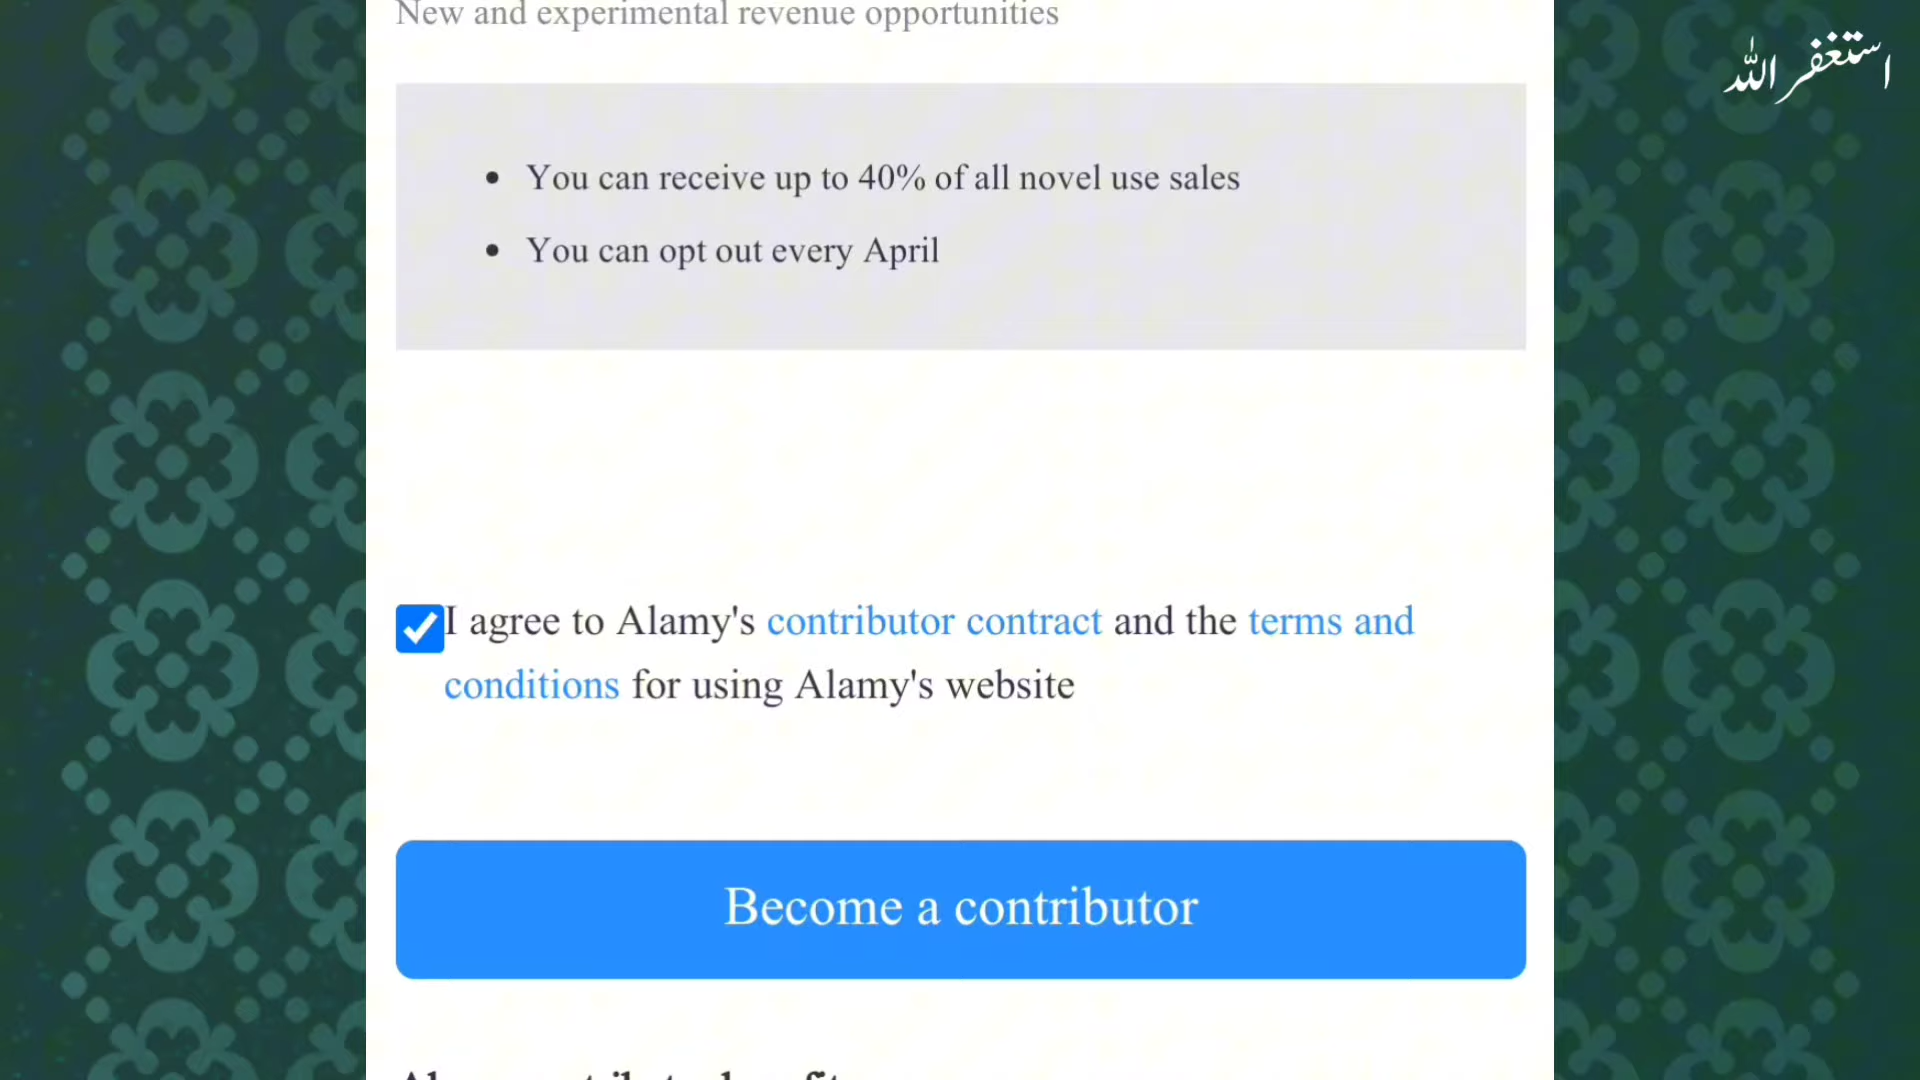 New and experimental revenue opportunities
استغفر الله
• You can receive up to 40% of all novel use sales
• You can opt out every April
I agree to Alamy's contributor contract and the terms and
conditions for using Alamy's website
Become a contributor